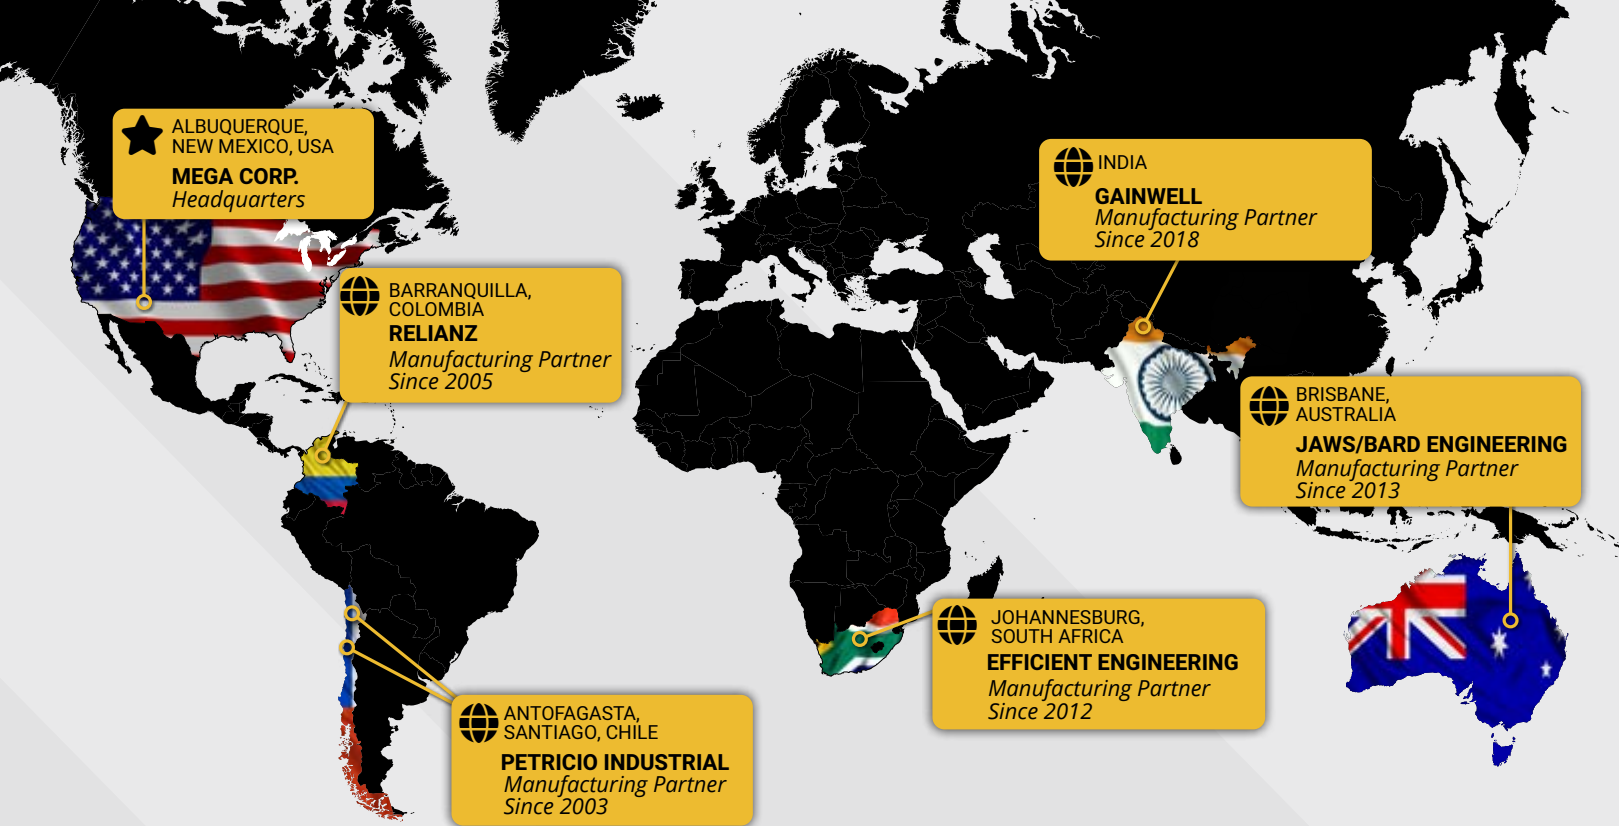 ALBUQUERQUE,
NEW MEXICO, USA
MEGA CORP.
Headquarters
BARRANQUILLA,
COLOMBIA
RELIANZ
Manufacturing Partner
Since 2005
INDIA
GAINWELL
Manufacturing Partner
Since 2018
BRISBANE,
AUSTRALIA
JAWS/BARD ENGINEERING
Manufacturing Partner
Since 2013
JOHANNESBURG,
SOUTH AFRICA
EFFICIENT ENGINEERING
Manufacturing Partner
Since 2012
ANTOFAGASTA,
SANTIAGO, CHILE
PETRICIO INDUSTRIAL
Manufacturing Partner
Since 2003